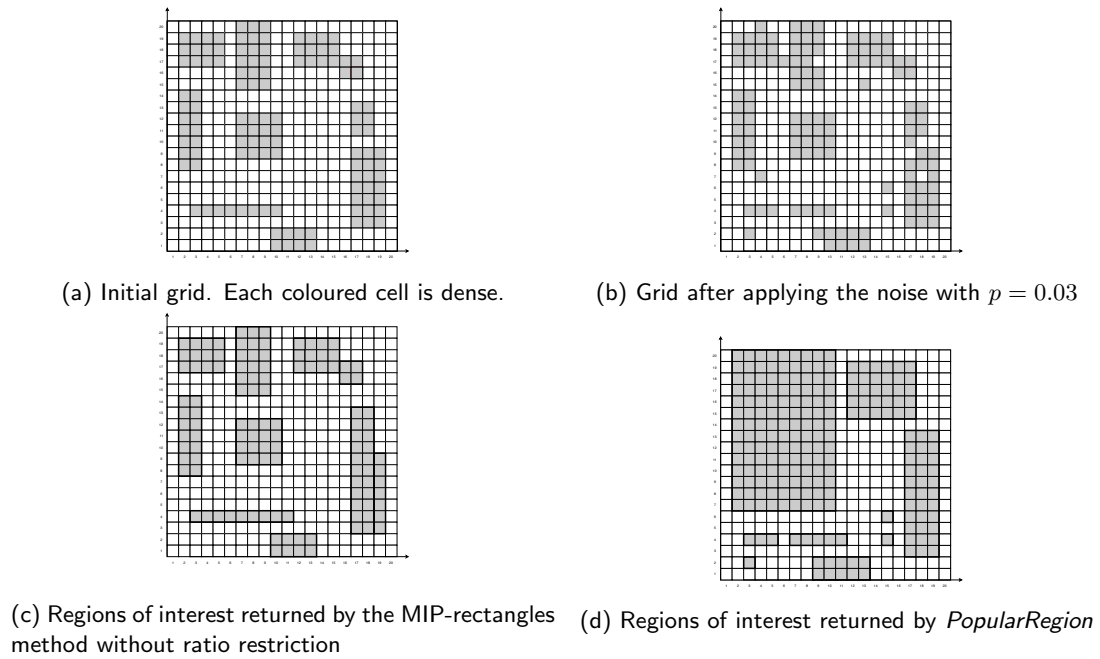 (a) Initial grid. Each coloured cell is dense.
(b) Grid after applying the noise with p = 0.03
(c) Regions of interest returned by the MIP-rectangles
method without ratio restriction
(d) Regions of interest returned by PopularRegion